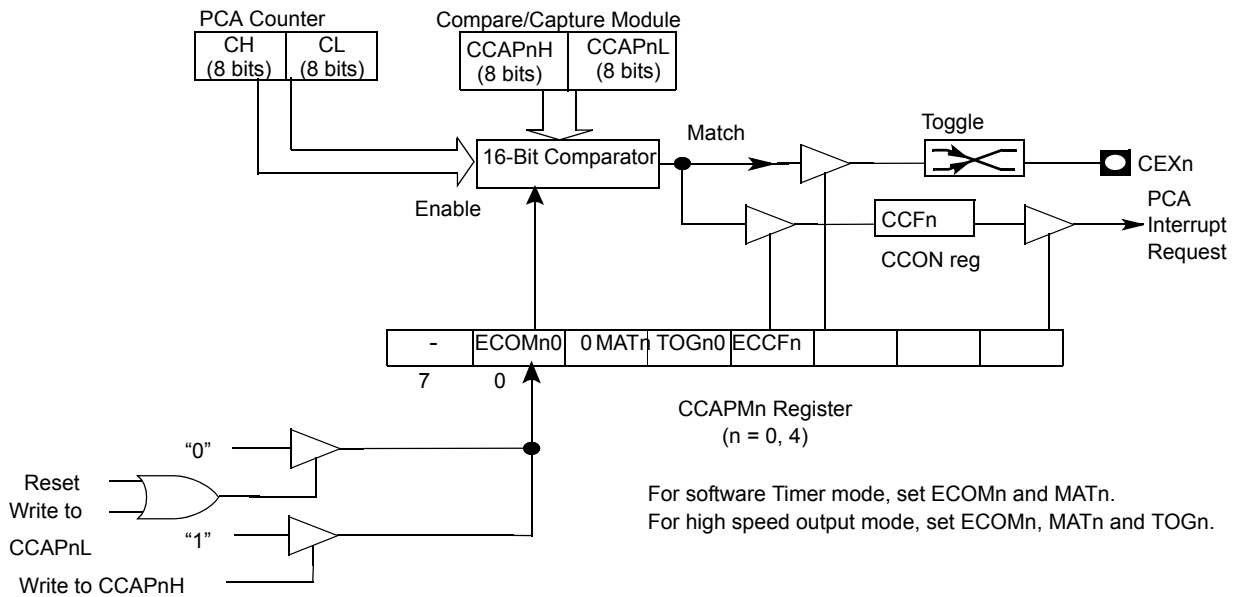 PCA Counter
Compare/Capture Module
CH
(8 bits)
CL
(8 bits)
CCAPnH
(8 bits)
CCAPnL
(8 bits)
16-Bit Comparator
Match
Toggle
CEXn
Enable
PCA
Interrupt
Request
CCFn
CCON reg
- ECOMn0 0 MATn TOGn0 ECCFn
7 0
CCAPMn Register
(n = 0, 4)
“0”
Reset
Write to
CCAPnL
“1”
Write to CCAPnH
For software Timer mode, set ECOMn and MATn.
For high speed output mode, set ECOMn, MATn and TOGn.